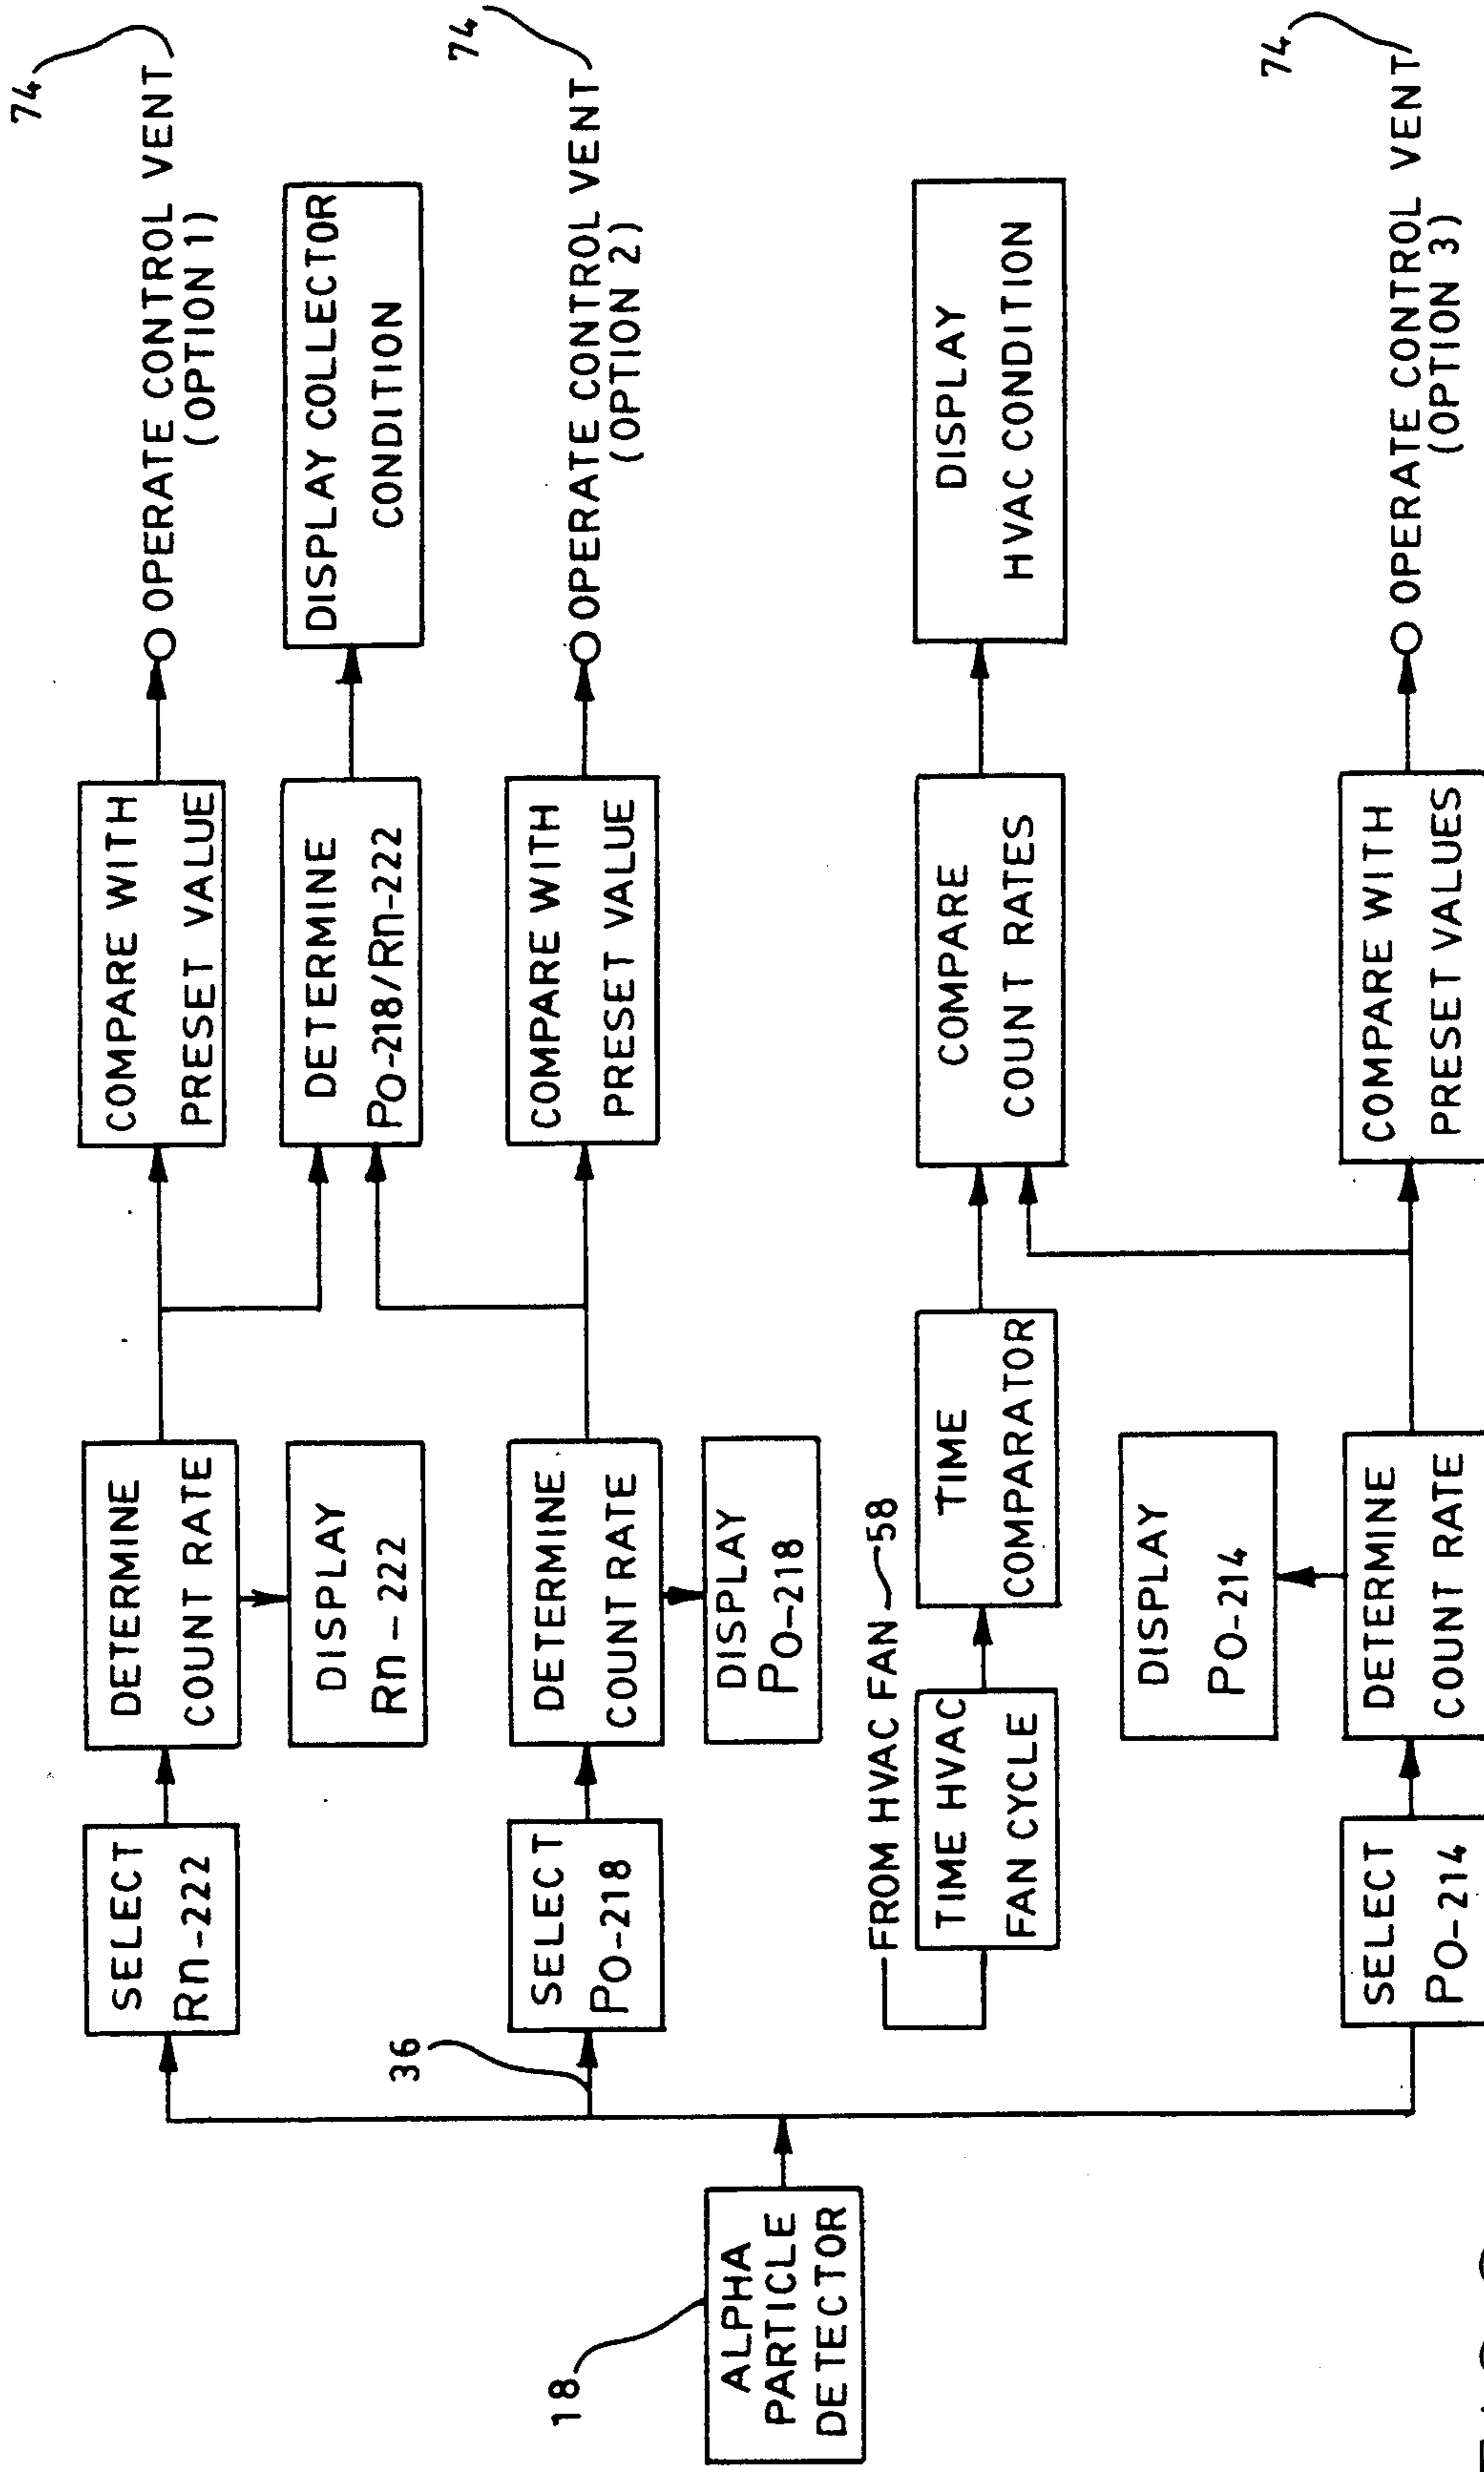 18
ALPHA
PARTICLE
DETECTOR
36
SELECT
Rn-222
DETERMINE
COUNT RATE
DISPLAY
Rn-222
COMPARE WITH
PRESET VALUE
OPERATE CONTROL VENT
(OPTION 1)
74
DETERMINE
Po-218/Rn-222
DISPLAY COLLECTOR
CONDITION
SELECT
Po-218
DETERMINE
COUNT RATE
DISPLAY
Po-218
COMPARE WITH
PRESET VALUE
OPERATE CONTROL VENT
(OPTION 2)
74
FROM HVAC FAN 58
TIME HVAC
FAN CYCLE
TIME
COMPARATOR
COMPARE
COUNT RATES
DISPLAY
HVAC CONDITION
SELECT
Po-214
DETERMINE
COUNT RATE
DISPLAY
Po-214
COMPARE WITH
PRESET VALUES
OPERATE CONTROL VENT
(OPTION 3)
74